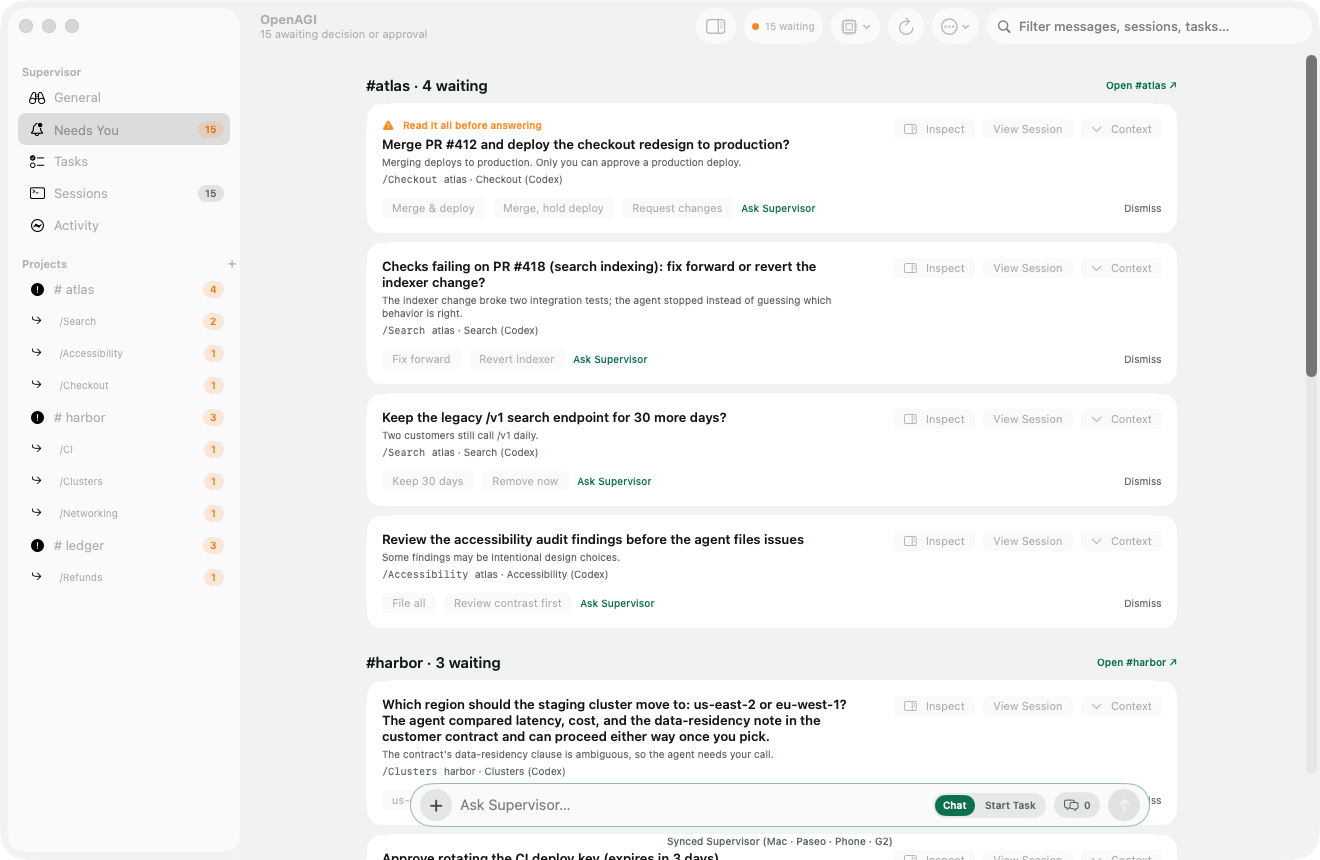 OpenAGI
15 awaiting decision or approval
15 waiting
Filter messages, sessions, tasks...
Supervisor
General
Needs You 15
Tasks
Sessions 15
Activity
Projects +
# atlas 4
/Search 2
/Accessibility 1
/Checkout 1
# harbor 3
/CI 1
/Clusters 1
/Networking 1
# ledger 3
/Refunds 1
#atlas · 4 waiting
Open #atlas ↗
Read it all before answering
Inspect View Session Context
Merge PR #412 and deploy the checkout redesign to production?
Merging deploys to production. Only you can approve a production deploy.
/Checkout atlas · Checkout (Codex)
Merge & deploy Merge, hold deploy Request changes Ask Supervisor Dismiss
Checks failing on PR #418 (search indexing): fix forward or revert the
indexer change?
Inspect View Session Context
The indexer change broke two integration tests; the agent stopped instead of guessing which
behavior is right.
/Search atlas · Search (Codex)
Fix forward Revert indexer Ask Supervisor Dismiss
Keep the legacy /v1 search endpoint for 30 more days?
Inspect View Session Context
Two customers still call /v1 daily.
/Search atlas · Search (Codex)
Keep 30 days Remove now Ask Supervisor Dismiss
Review the accessibility audit findings before the agent files issues
Inspect View Session Context
Some findings may be intentional design choices.
/Accessibility atlas · Accessibility (Codex)
File all Review contrast first Ask Supervisor Dismiss
#harbor · 3 waiting
Open #harbor ↗
Which region should the staging cluster move to: us-east-2 or eu-west-1?
The agent compared latency, cost, and the data-residency note in the
customer contract and can proceed either way once you pick.
Inspect View Session Context
The contract's data-residency clause is ambiguous, so the agent needs your call.
/Clusters harbor · Clusters (Codex)
us-
+ Ask Supervisor... Chat Start Task 0
Synced Supervisor (Mac · Paseo · Phone · G2)
Approve rotating the CI deploy key (expires in 3 days)
Inspect View Session Context